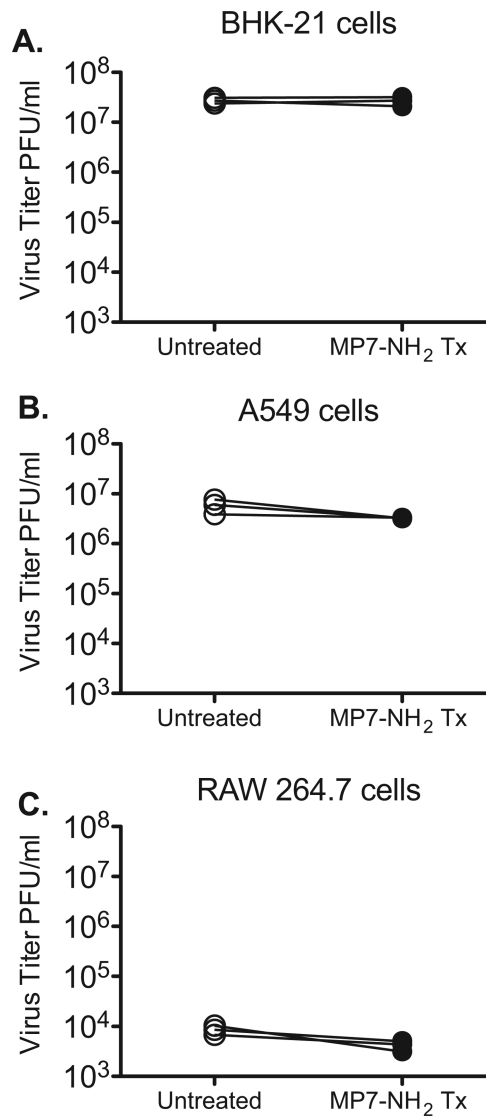 A.
BHK-21 cells
Virus Titer PFU/ml
10⁸
10⁷
10⁶
10⁵
10⁴
10³
Untreated
MP7-NH₂ Tx
B.
A549 cells
Virus Titer PFU/ml
10⁸
10⁷
10⁶
10⁵
10⁴
10³
Untreated
MP7-NH₂ Tx
C.
RAW 264.7 cells
Virus Titer PFU/ml
10⁸
10⁷
10⁶
10⁵
10⁴
10³
Untreated
MP7-NH₂ Tx